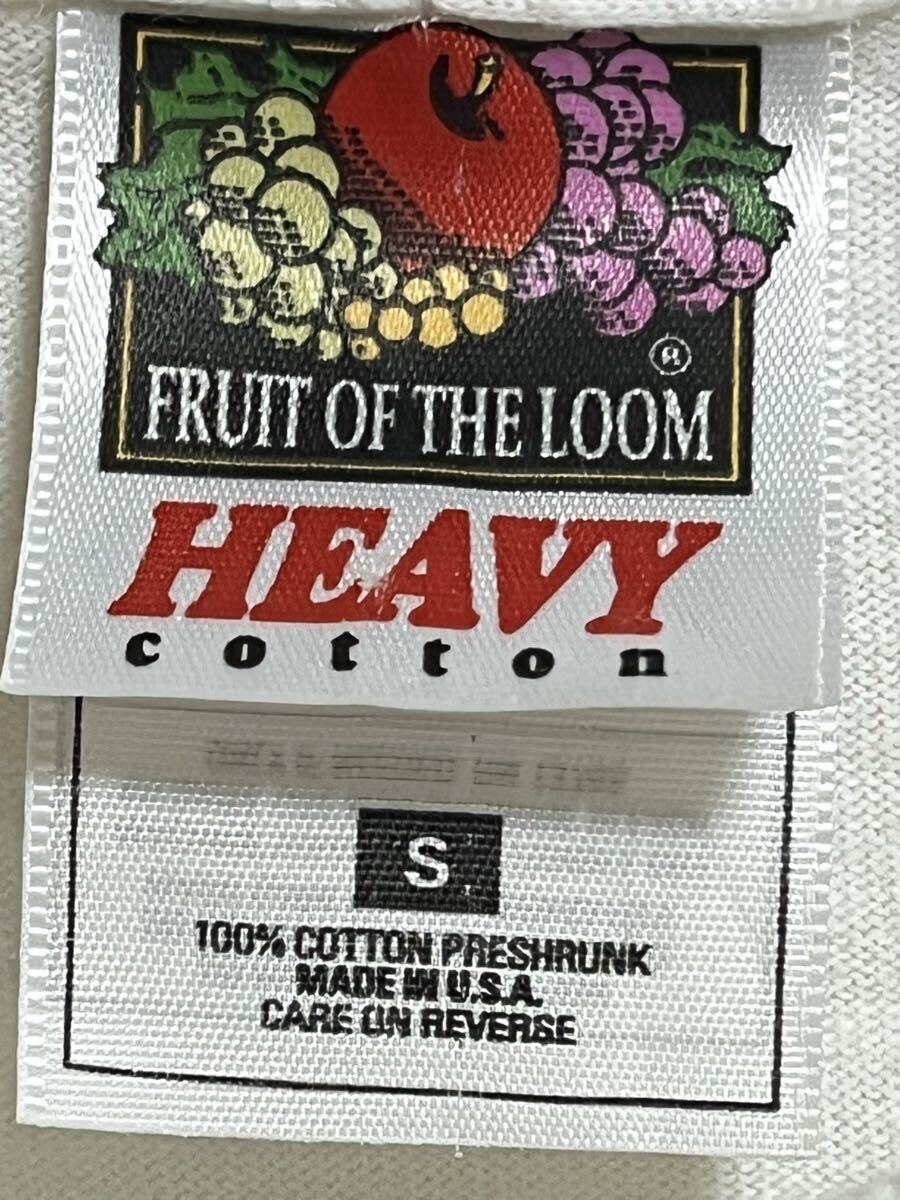 ®
FRUIT OF THE LOOM
HEAVY
cotton
S
100% COTTON PRESHRUNK
MADE IN U.S.A.
CARE ON REVERSE